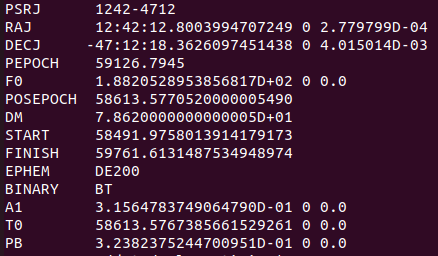 PSRJ 1242-4712
RAJ 12:42:12.8003994707249 0 2.779799D-04
DECJ -47:12:18.3626097451438 0 4.015014D-03
PEPOCH 59126.7945
F0 1.8820528953856817D+02 0 0.0
POSEPOCH 58613.5770520000005490
DM 7.8620000000000005D+01
START 58491.9758013914179173
FINISH 59761.6131487534948974
EPHEM DE200
BINARY BT
A1 3.1564783749064790D-01 0 0.0
T0 58613.5767385661529261 0 0.0
PB 3.2382375244700951D-01 0 0.0